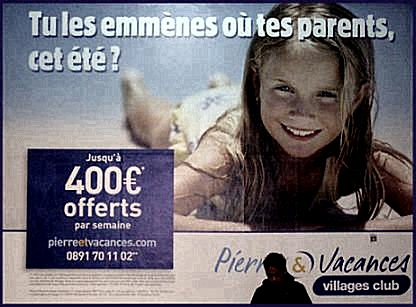 Tu les emmènes où tes parents,
cet été ?
Jusqu'à
400€*
offerts
par semaine
pierreetvacances.com
0891 70 11 02**
& Vacances
villages club